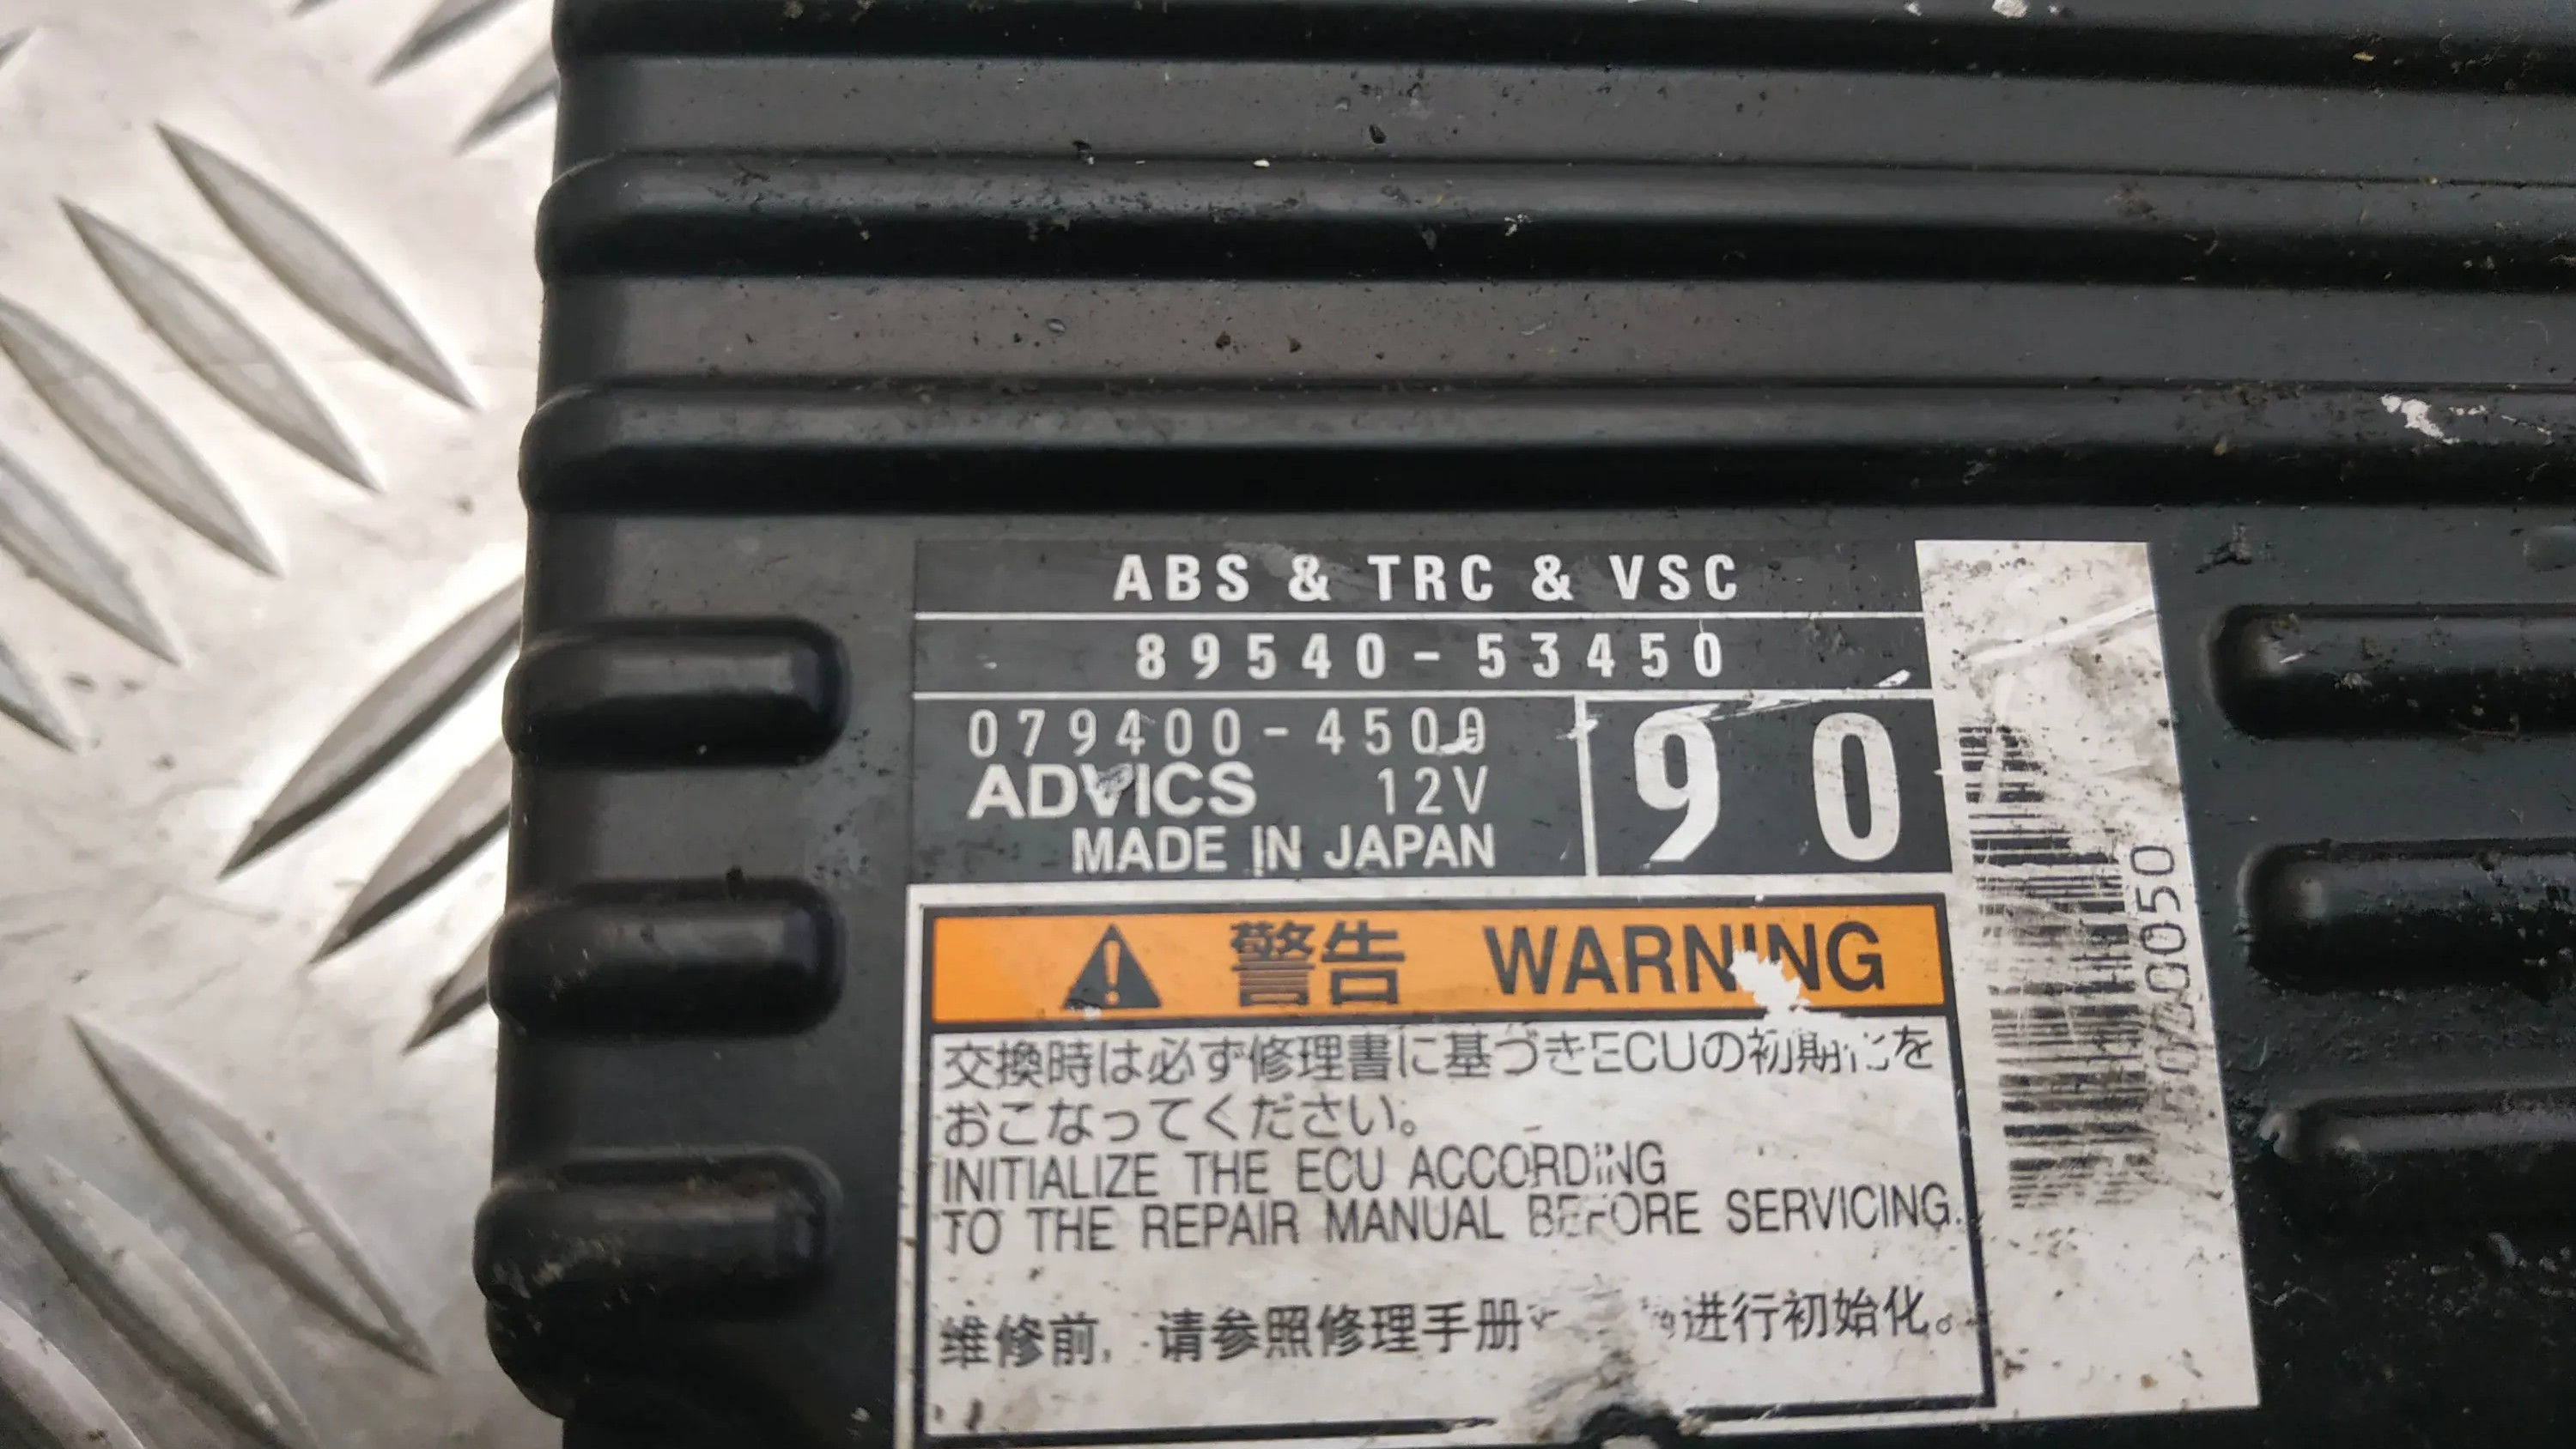 ABS & TRC & VSC
89540-53450
079400-4500
90
ADVICS 12V
MADE IN JAPAN
警告 WARNING
交換時は必ず修理書に基づきECUの初期化を
おこなってください。
INITIALIZE THE ECU ACCORDING
TO THE REPAIR MANUAL BEFORE SERVICING.
维修前，请参照修理手册 进行初始化。